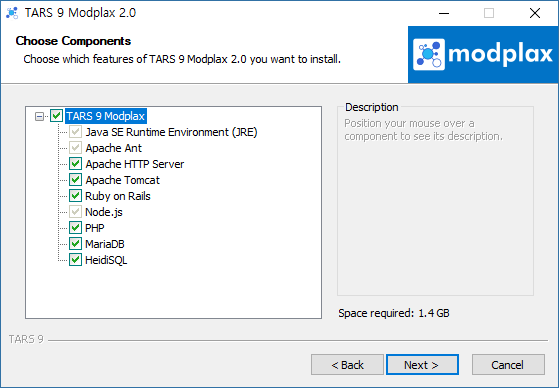 TARS 9 Modplax 2.0
Choose Components
Choose which features of TARS 9 Modplax 2.0 you want to install.
modplax
TARS 9 Modplax
Java SE Runtime Environment (JRE)
Apache Ant
Apache HTTP Server
Apache Tomcat
Ruby on Rails
Node.js
PHP
MariaDB
HeidiSQL
Description
Position your mouse over a
component to see its description.
Space required: 1.4 GB
TARS 9
< Back
Next >
Cancel